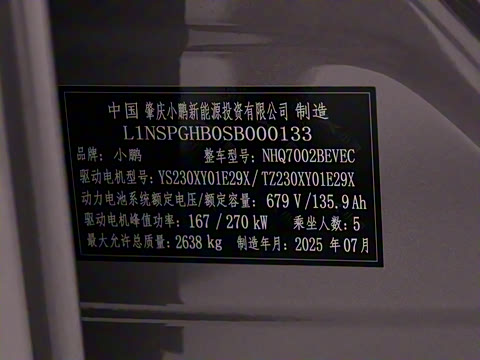 中国 肇庆小鹏新能源投资有限公司 制造
L1NSPGHB0SB000133
品牌：小鹏 整车型号：NHQ7002BEVEC
驱动电机型号：YS230XY01E29X/TZ230XY01E29X
动力电池系统额定电压/额定容量：679 V/135.9 Ah
驱动电机峰值功率：167/270 kW 乘坐人数：5
最大允许总质量：2638 kg 制造年月：2025 年 07 月